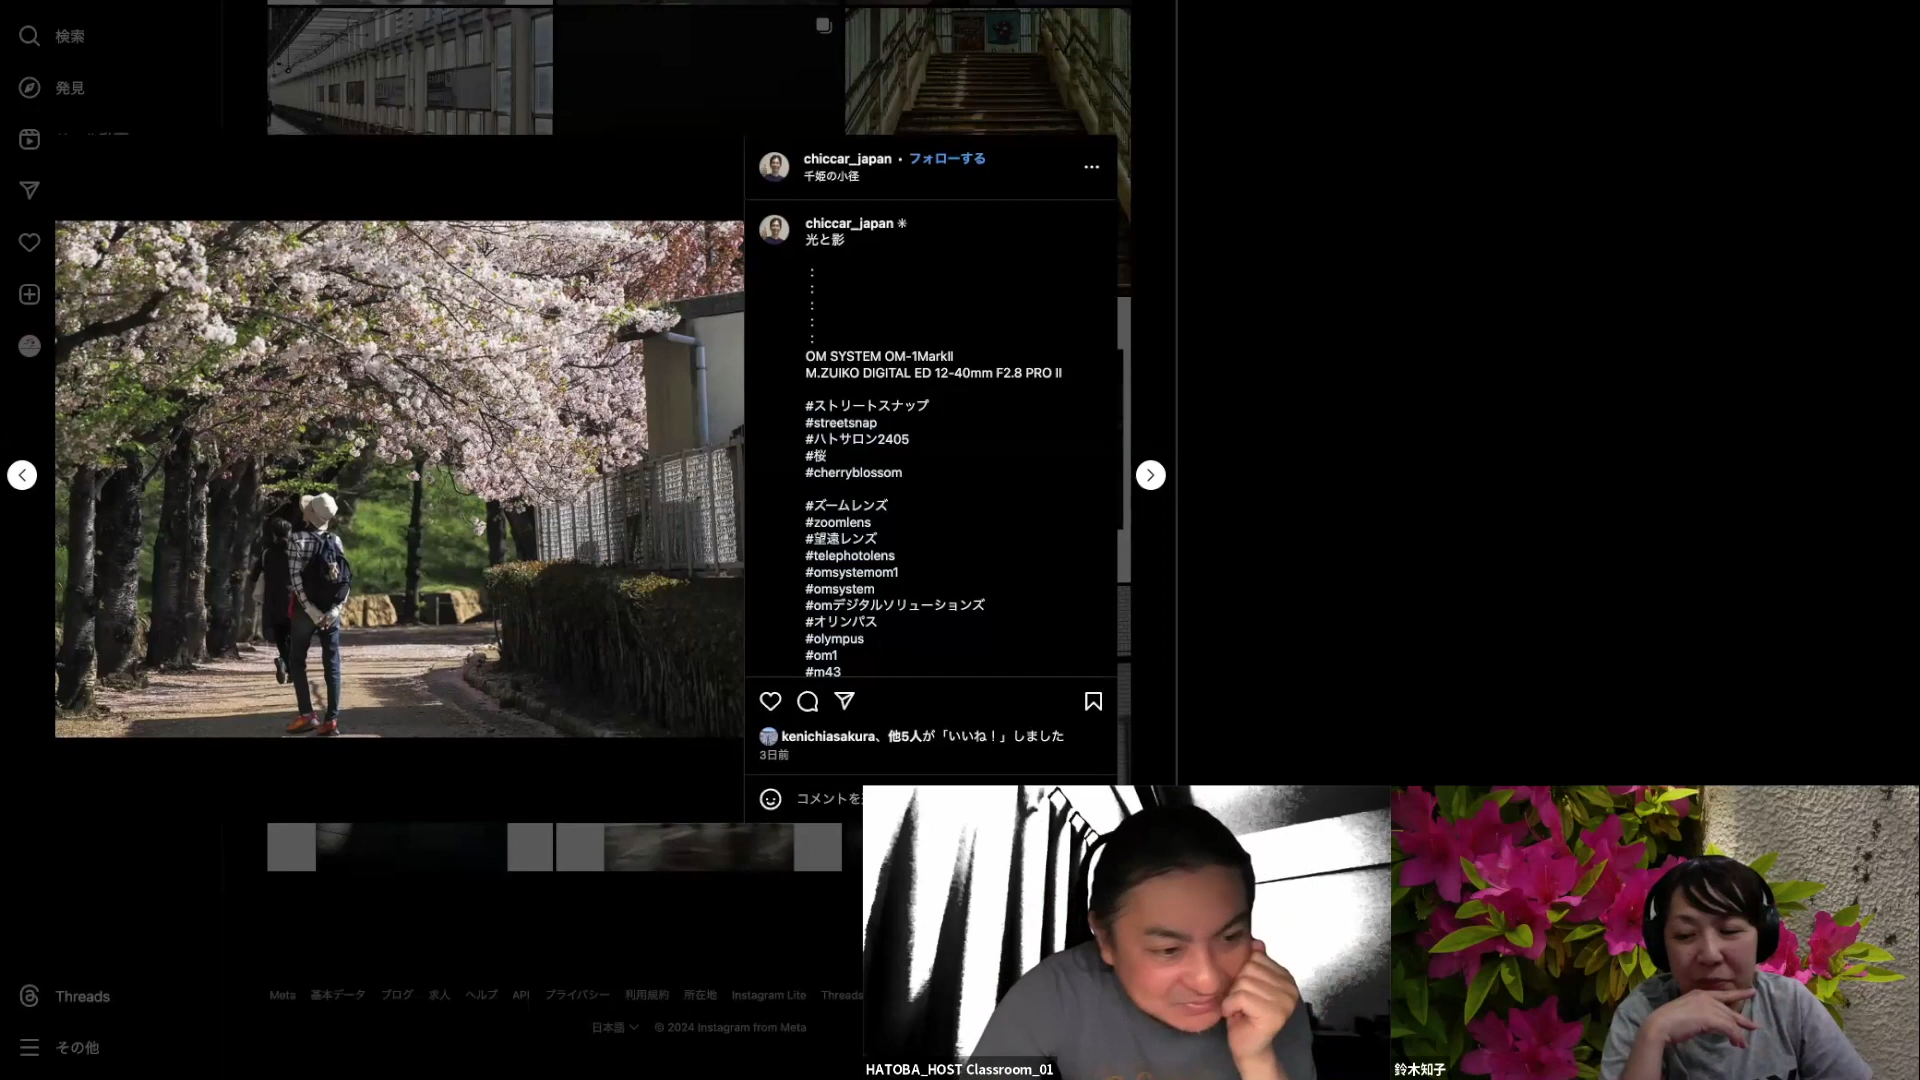 検索
発見
chiccar_japan • フォローする
千姫の小径
chiccar_japan ✳
光と影
:
:
:
:
:
OM SYSTEM OM-1MarkII
M.ZUIKO DIGITAL ED 12-40mm F2.8 PRO II
#ストリートスナップ
#streetsnap
#ハトサロン2405
#桜
#cherryblossom
#ズームレンズ
#zoomlens
#望遠レンズ
#telephotolens
#omsystemom1
#omsystem
#omデジタルソリューションズ
#オリンパス
#olympus
#om1
#m43
kenichiasakura、他5人が「いいね！」しました
3日前
コメントを
Threads
その他
Meta 基本データ ブログ 求人 ヘルプ API プライバシー 利用規約 所在地 Instagram Lite Threads
日本語 © 2024 Instagram from Meta
HATOBA_HOST Classroom_01
鈴木知子